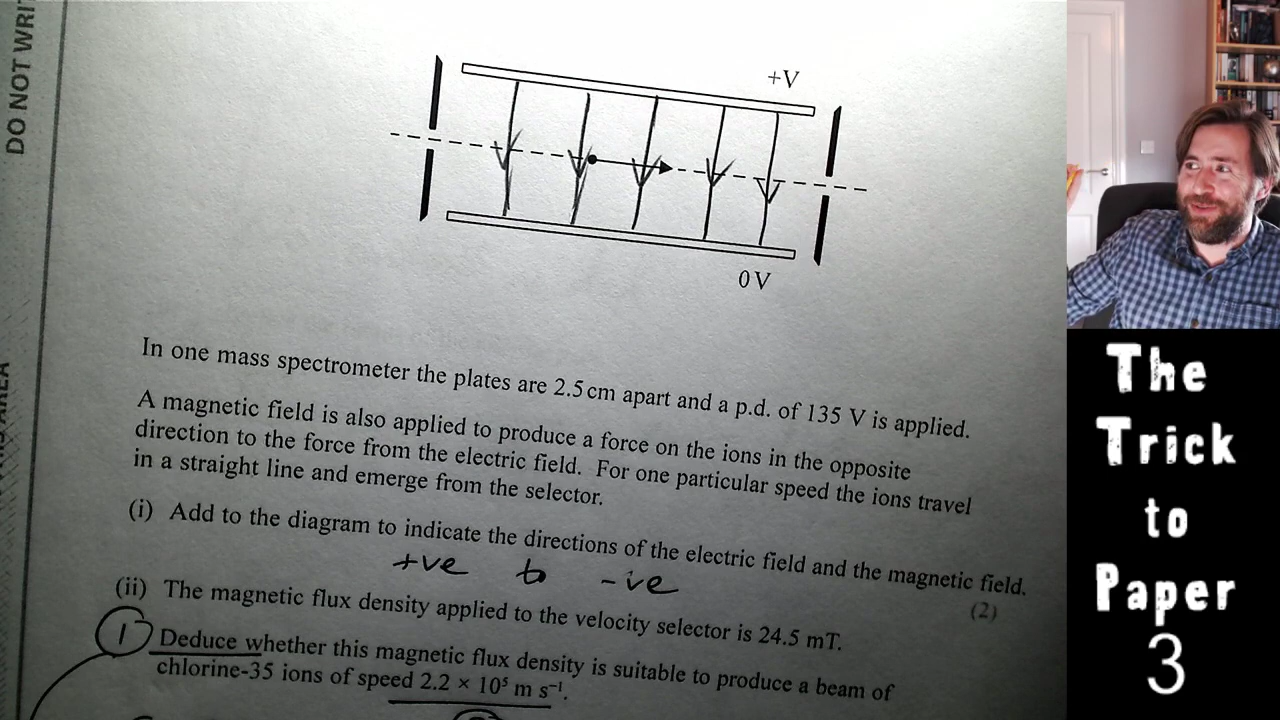 DO NOT WRIT
+V
0 V
In one mass spectrometer the plates are 2.5 cm apart and a p.d. of 135 V is applied.
A magnetic field is also applied to produce a force on the ions in the opposite
direction to the force from the electric field. For one particular speed the ions travel
in a straight line and emerge from the selector.
(i) Add to the diagram to indicate the directions of the electric field and the magnetic field.
+ve to -ve
(2)
(ii) The magnetic flux density applied to the velocity selector is 24.5 mT.
1 Deduce whether this magnetic flux density is suitable to produce a beam of
chlorine-35 ions of speed 2.2 × 10⁵ m s⁻¹.
AREA
The
Trick
to
Paper
3